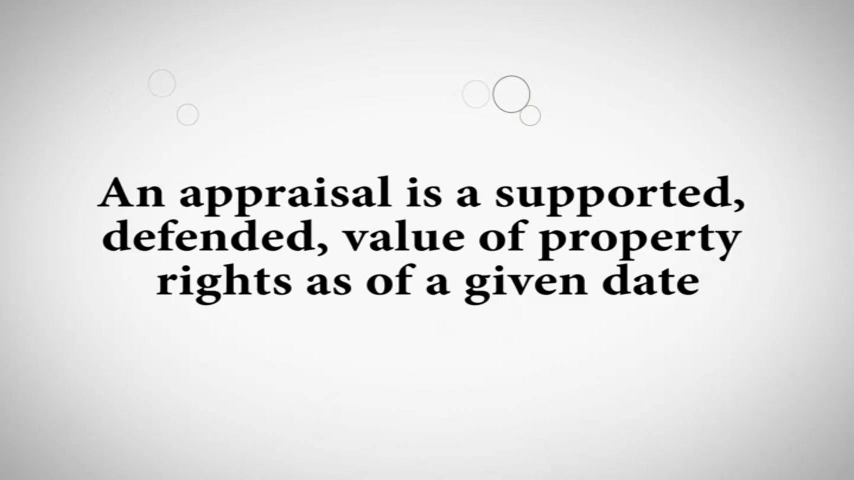 An appraisal is a supported,
defended, value of property
rights as of a given date